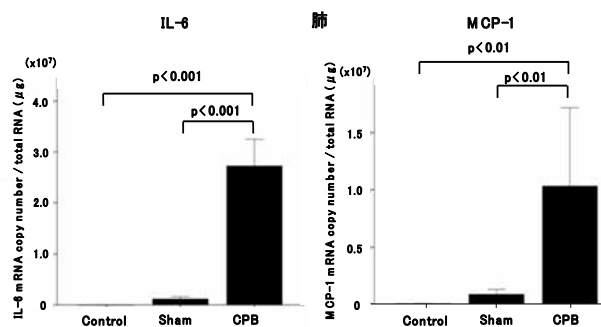 IL-6
肺
MCP-1
(x10⁷)
p<0.001
p<0.001
4.0
3.0
2.0
1.0
0
IL-6 mRNA copy number / total RNA (μg)
Control
Sham
CPB
p<0.01
(x10⁷)
p<0.01
1.5
1.0
0.5
0
MCP-1 mRNA copy number / total RNA (μg)
Control
Sham
CPB